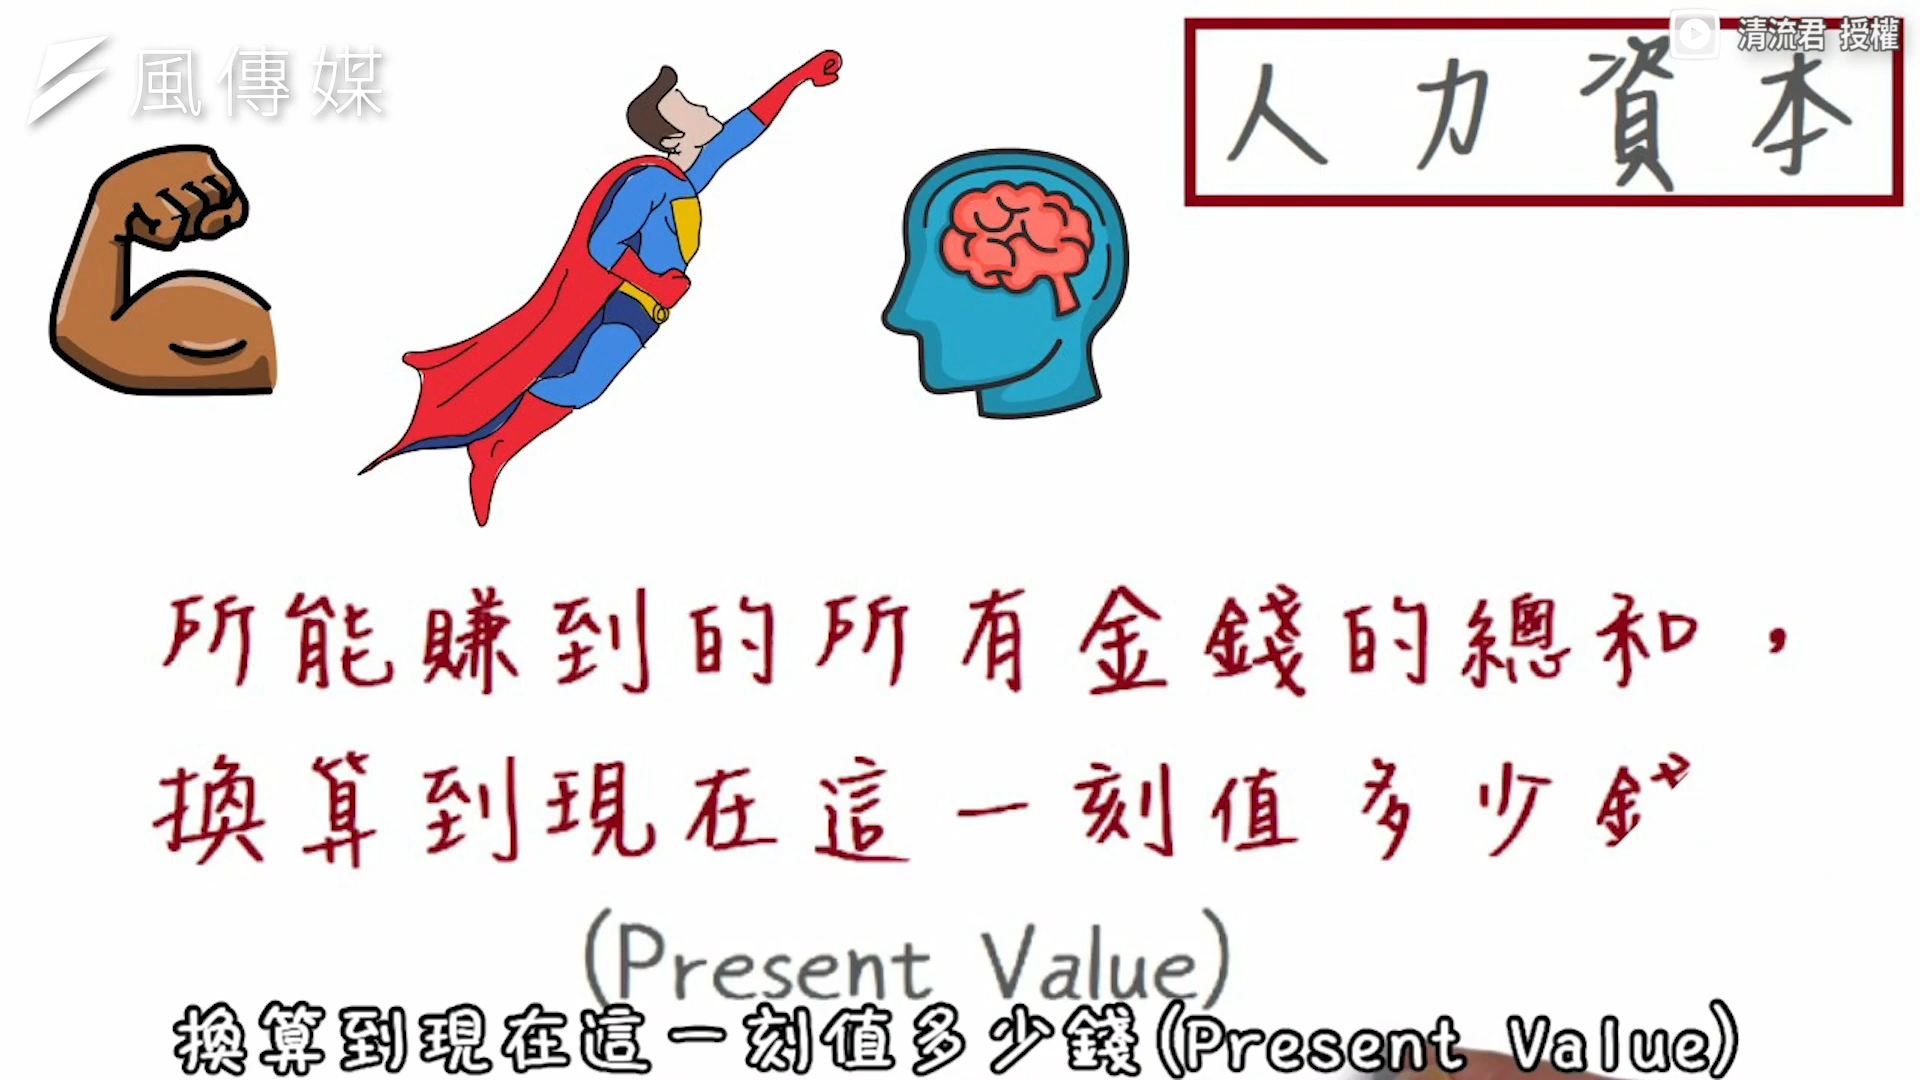 風傳媒
清流君 授權
人力資本
所能賺到的所有金錢的總和，
換算到現在這一刻值多少錢
(Present Value)
換算到現在這一刻值多少錢(Present Value)